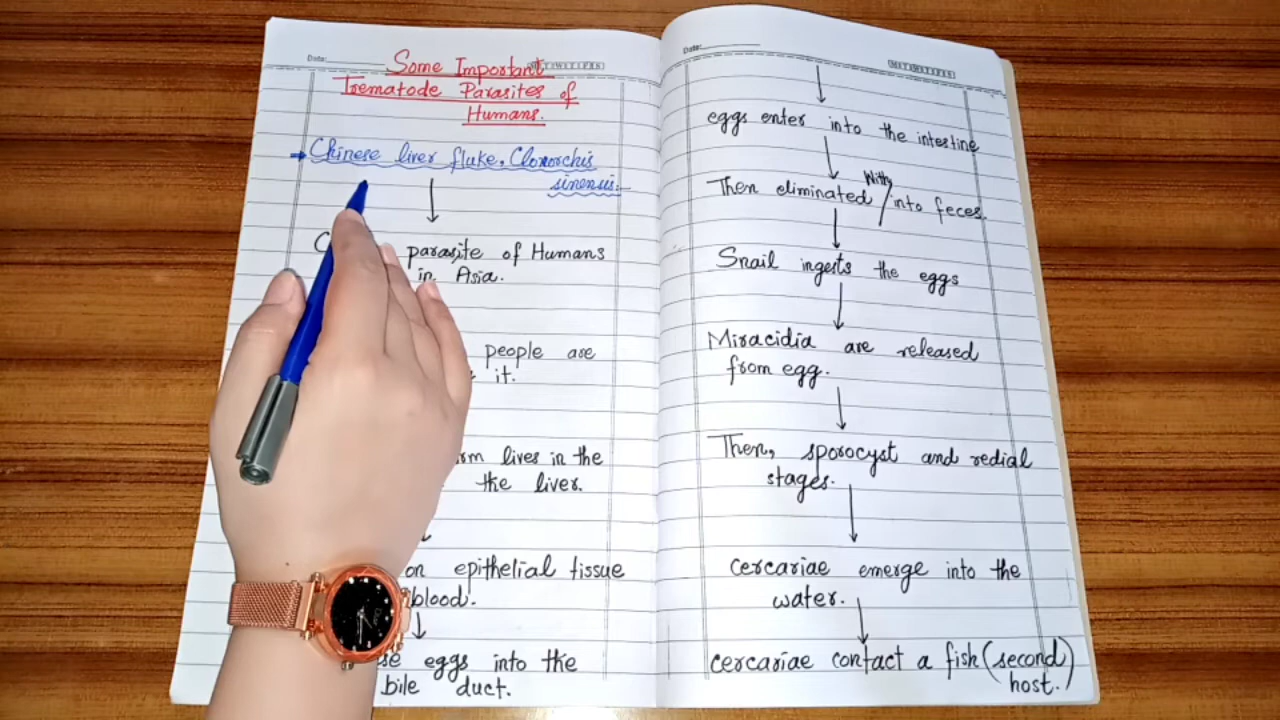 Date:
Some Important
Trematode Parasites of
Humans.
Chinese liver fluke, Clonorchis
sinensis.
parasite of Humans
in Asia.
people are
it.
lives in the
the liver.
on epithelial tissue
blood.
eggs into the
bile duct.
Date:
eggs enter into the intestine
Then eliminated With/into feces.
Snail ingests the eggs
Miracidia are released
from egg.
Then, sporocyst and redial
stages.
cercariae emerge into the
water.
cercariae contact a fish (second
host.)